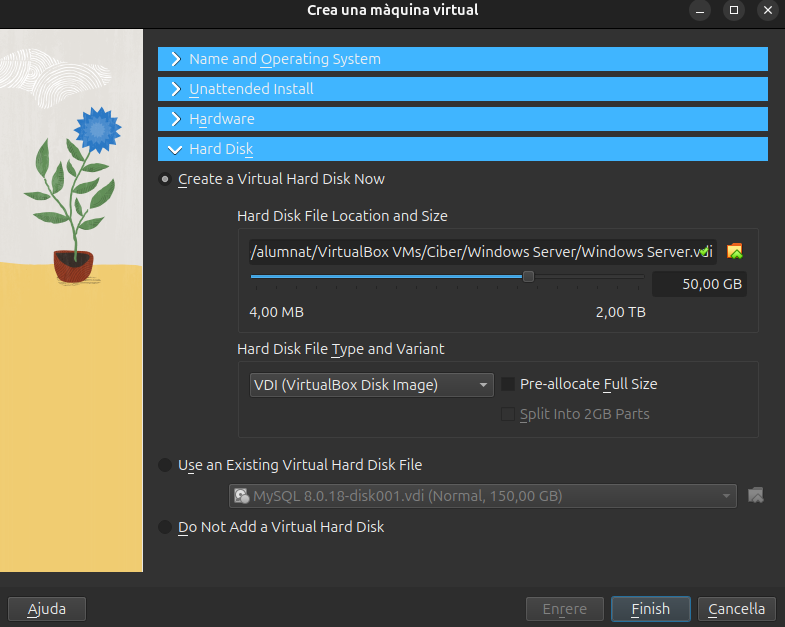 Crea una màquina virtual
Name and Operating System
Unattended Install
Hardware
Hard Disk
Create a Virtual Hard Disk Now
Hard Disk File Location and Size
/alumnat/VirtualBox VMs/Ciber/Windows Server/Windows Server.vdi
50,00 GB
4,00 MB
2,00 TB
Hard Disk File Type and Variant
VDI (VirtualBox Disk Image)
Pre-allocate Full Size
Split Into 2GB Parts
Use an Existing Virtual Hard Disk File
MySQL 8.0.18-disk001.vdi (Normal, 150,00 GB)
Do Not Add a Virtual Hard Disk
Ajuda
Enrere
Finish
Cancel·la